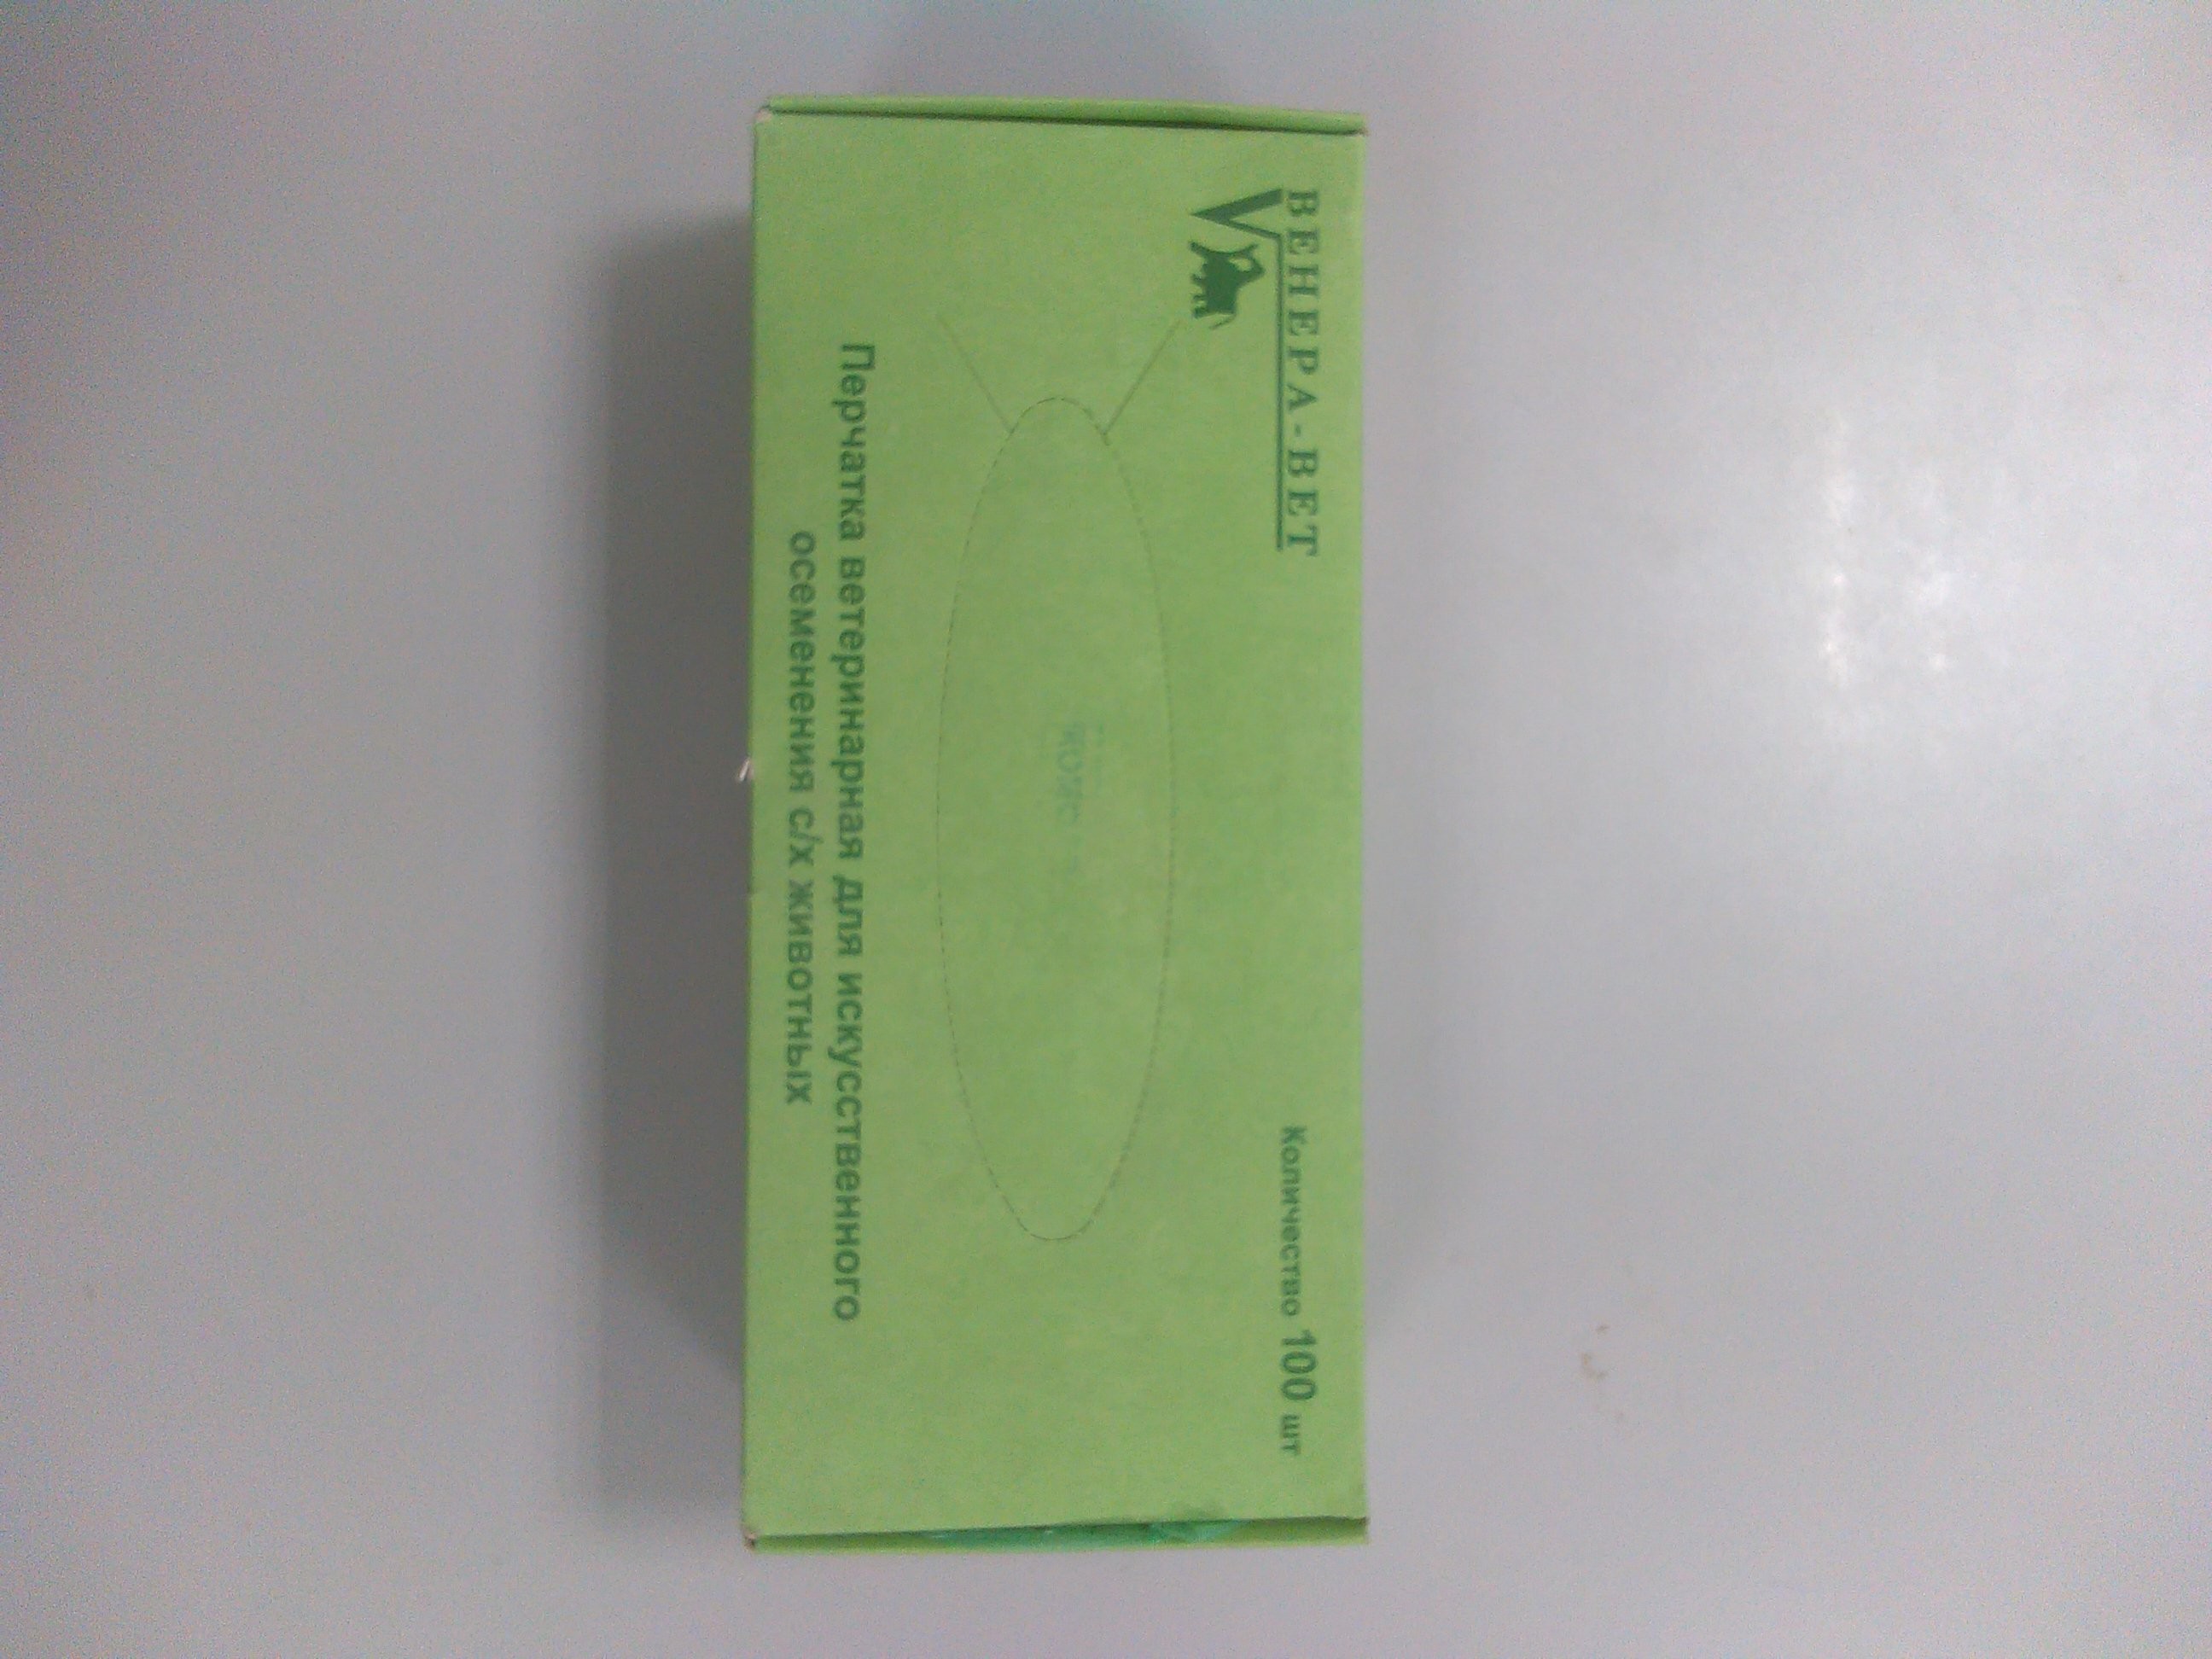 ВЕНЕРА-ВЕТ
Количество 100 шт
Перчатка ветеринарная для искусственного
осеменения с/х животных